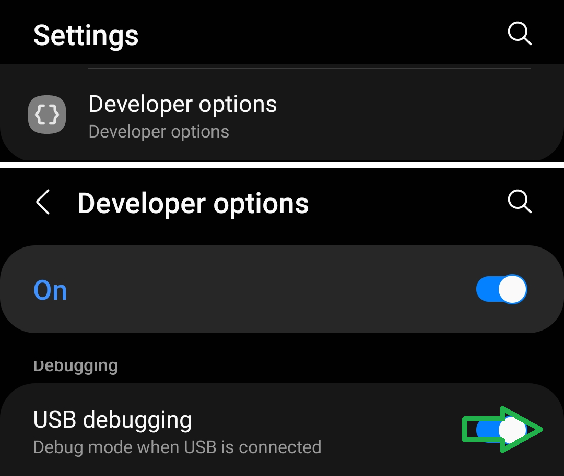 Settings
{}
Developer options
Developer options
Developer options
On
Debugging
USB debugging
Debug mode when USB is connected